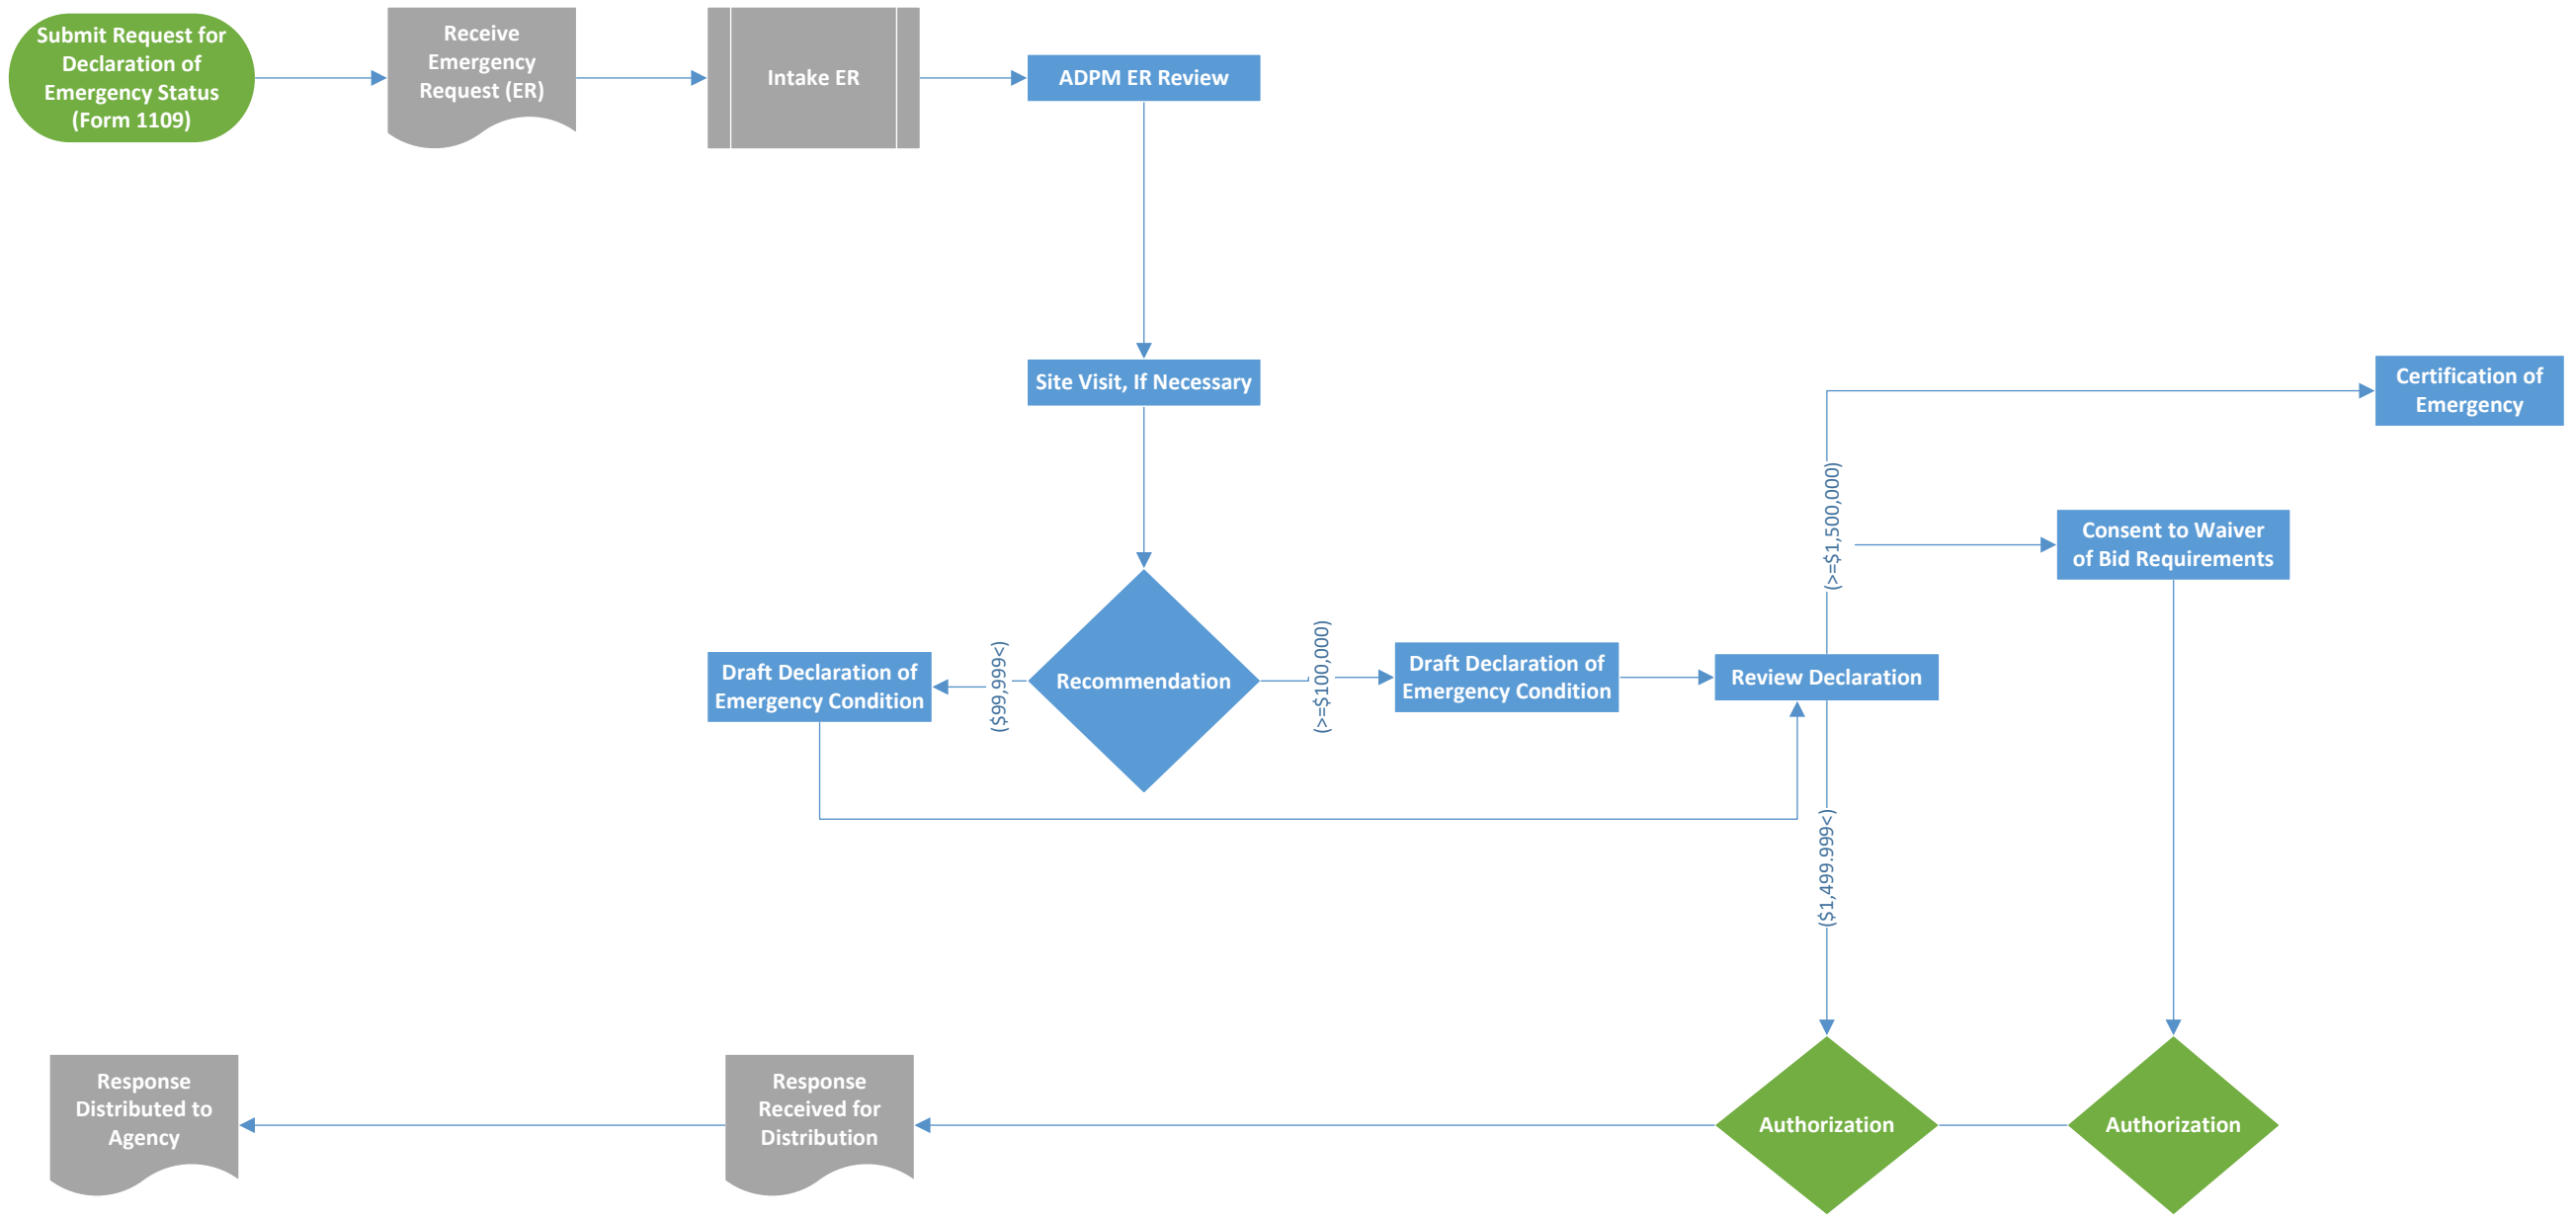 Submit Request for
Declaration of
Emergency Status
(Form 1109)
Receive
Emergency
Request (ER)
Intake ER
ADPM ER Review
Site Visit, If Necessary
Certification of
Emergency
(>=$1,500,000)
Consent to Waiver
of Bid Requirements
Draft Declaration of
Emergency Condition
($99,999<)
Recommendation
(>=$100,000)
Draft Declaration of
Emergency Condition
Review Declaration
($1,499.999<)
Response
Distributed to
Agency
Response
Received for
Distribution
Authorization
Authorization